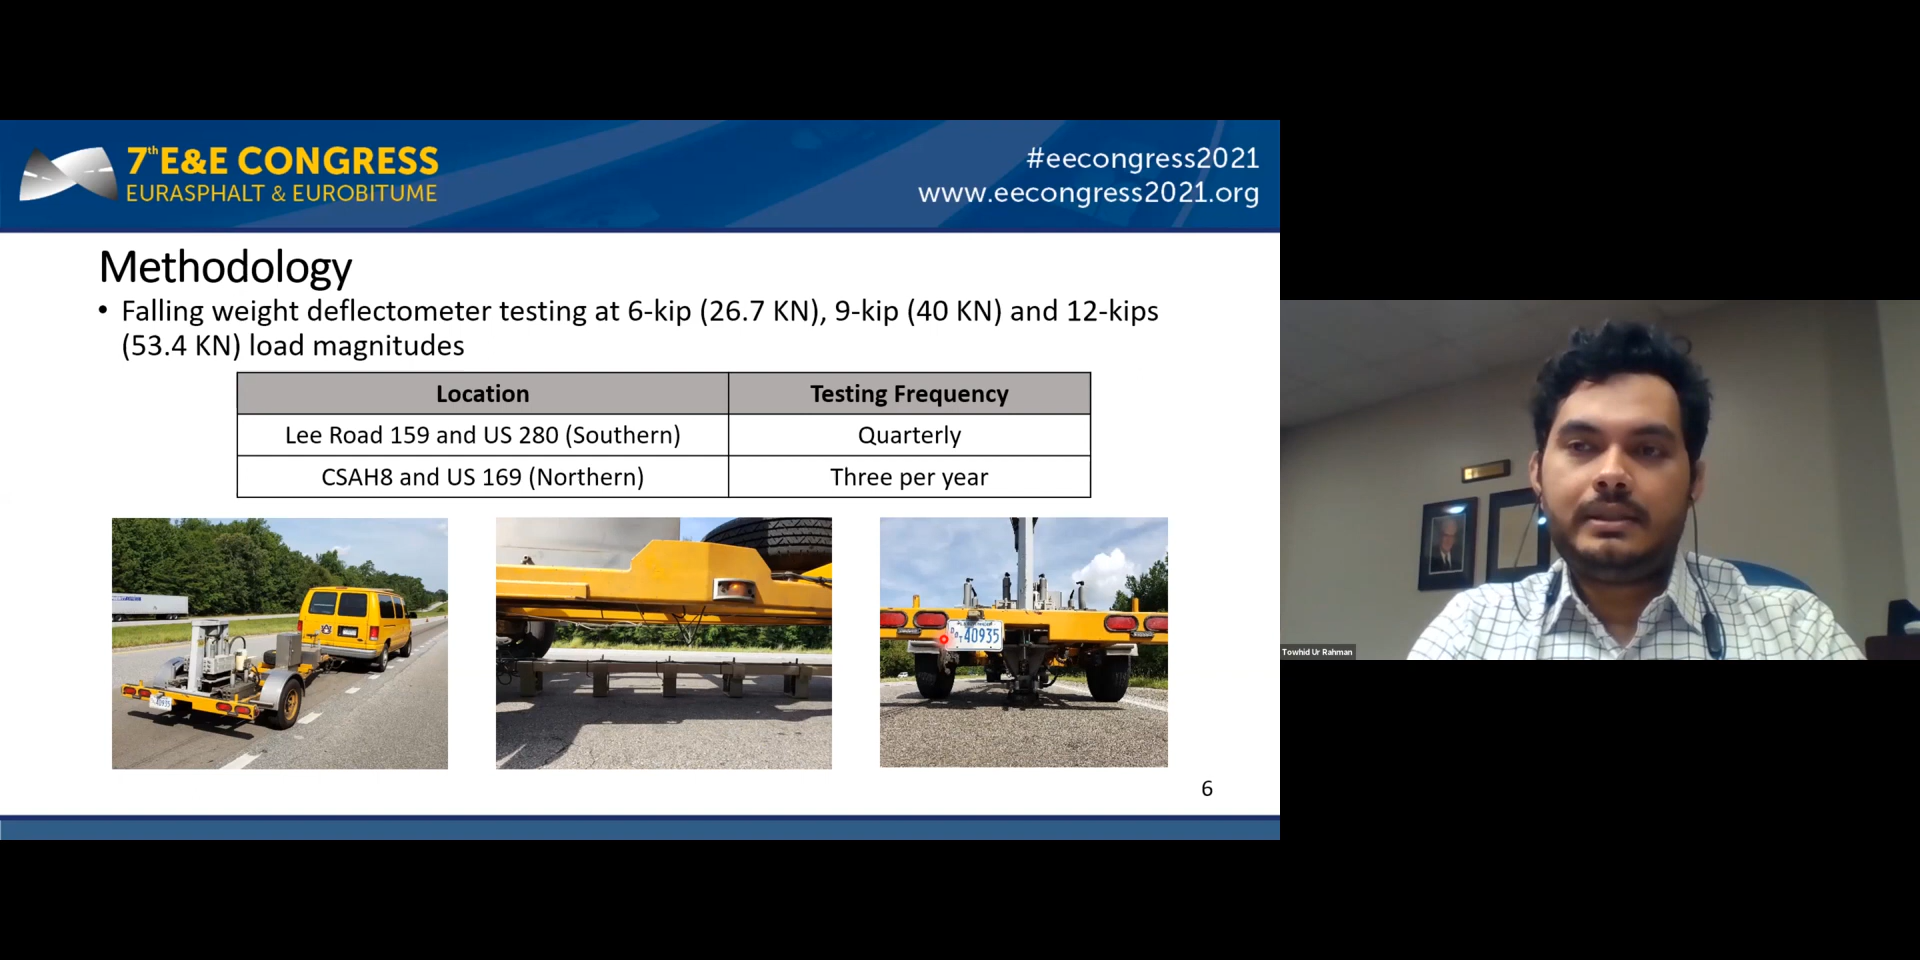 7th E&E CONGRESS
EURASPHALT & EUROBITUME
#eecongress2021
www.eecongress2021.org
Methodology
• Falling weight deflectometer testing at 6-kip (26.7 KN), 9-kip (40 KN) and 12-kips
(53.4 KN) load magnitudes
Location Testing Frequency
Lee Road 159 and US 280 (Southern) Quarterly
CSAH8 and US 169 (Northern) Three per year
40935
6
Towhid Ur Rahman